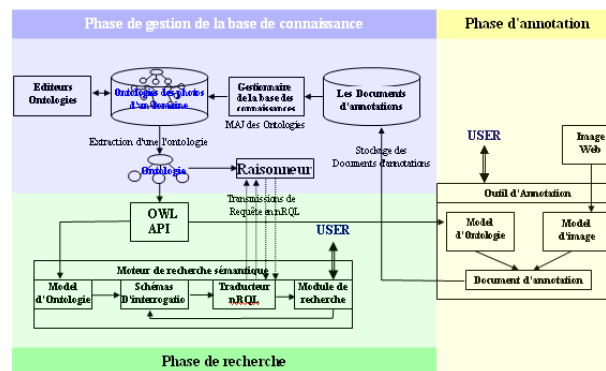 Phase de gestion de la base de connaissance
Phase d'annotation
Editeurs
Ontologies
Ontologies des photos
d'un domaine
Gestionnaire
de la base des
connaissances
Les Documents
d'annotations
MAJ des Ontologies
Extraction d'une l'ontologie
Stockage des
Documents d'annotations
USER
Image
Web
Ontologie
Raisonneur
Outil d'Annotation
Transmissions de
Requête en nRQL
OWL
API
USER
Model
d'Ontologie
Model
d'image
Document d'annotation
Moteur de recherche sémantique
Model
d'Ontologie
Schémas
D'interrogatio
Traducteur
nRQL
Module de
recherche
Phase de recherche